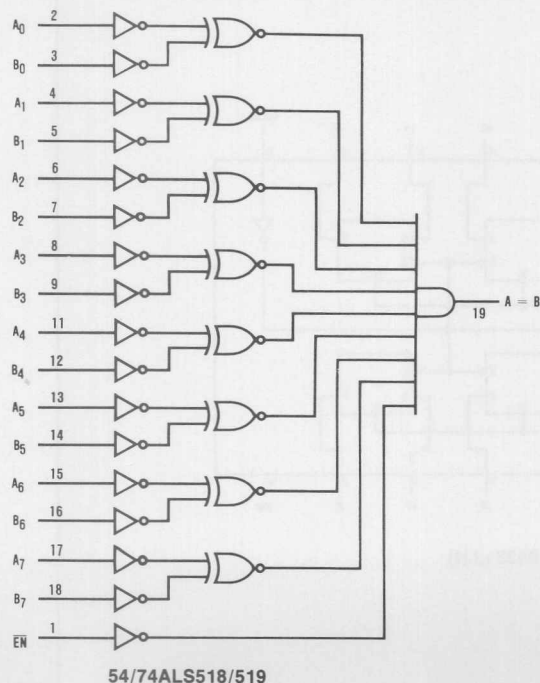 A0 2
B0 3
A1 4
B1 5
A2 6
B2 7
A3 8
B3 9
19 A = B
A4 11
B4 12
A5 13
B5 14
A6 15
B6 16
A7 17
B7 18
EN 1
54/74ALS518/519